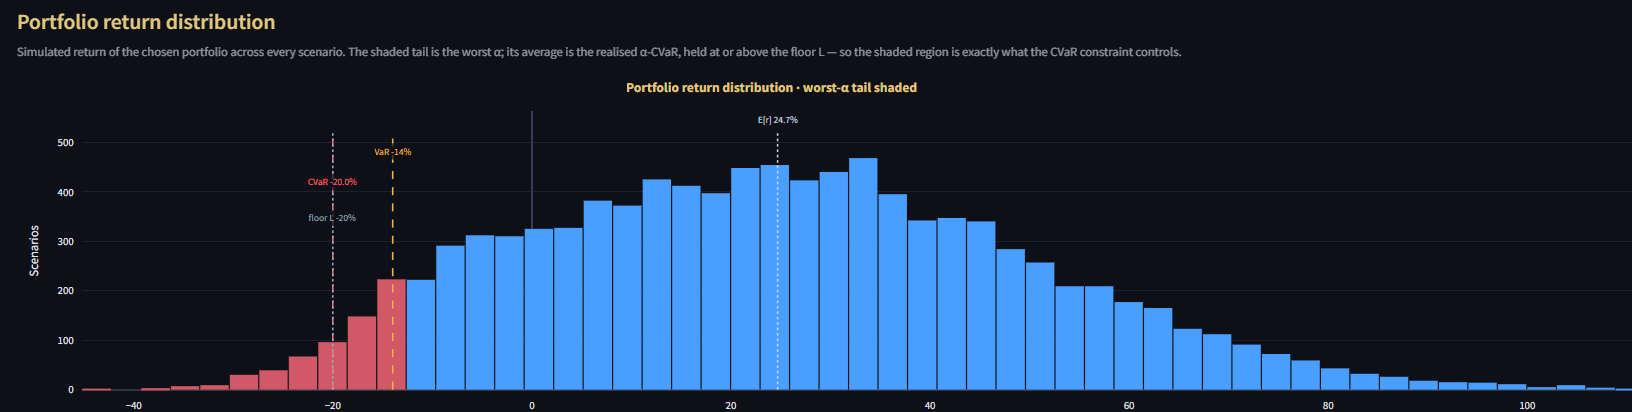 Portfolio return distribution
Simulated return of the chosen portfolio across every scenario. The shaded tail is the worst α; its average is the realised α-CVaR, held at or above the floor L — so the shaded region is exactly what the CVaR constraint controls.
Portfolio return distribution · worst-α tail shaded
E[r] 24.7%
500
VaR -14%
CVaR -20.0%
400
floor L -20%
300
Scenarios
200
100
0
−40 −20 0 20 40 60 80 100